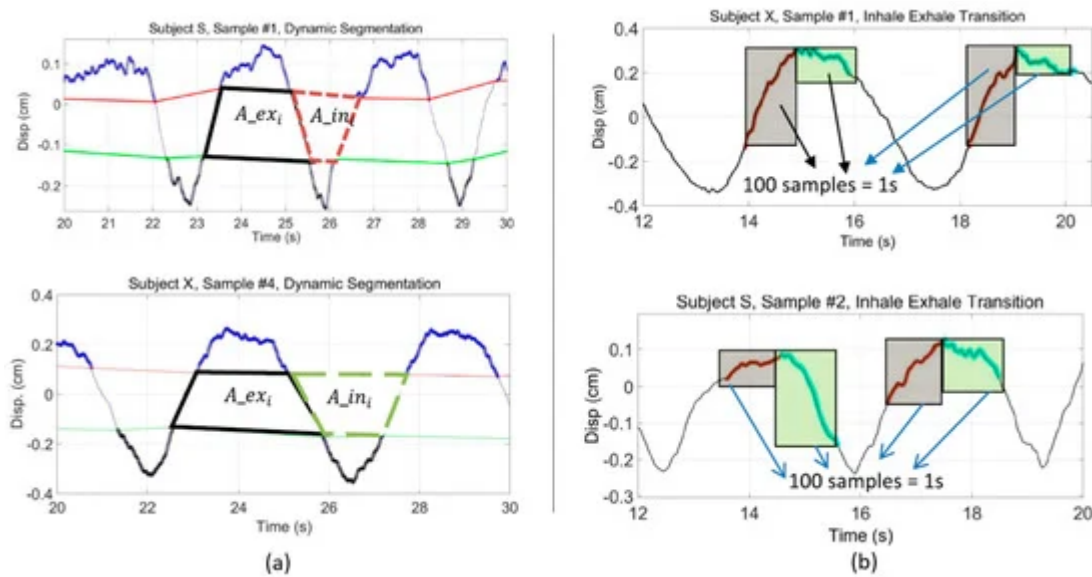 Subject S, Sample #1, Dynamic Segmentation
Disp (cm)
0.1
0
-0.1
-0.2
A_ex_i
A_in_i
20 21 22 23 24 25 26 27 28 29 30
Time (s)
Subject X, Sample #4, Dynamic Segmentation
Disp. (cm)
0.4
0.2
0
-0.2
-0.4
A_ex_i
A_in_i
20 22 24 26 28 30
Time (s)
(a)
Subject X, Sample #1, Inhale Exhale Transition
Disp (cm)
0.4
0.2
0
-0.2
-0.4
100 samples = 1s
12 14 16 18 20
Time (s)
Subject S, Sample #2, Inhale Exhale Transition
Disp (cm)
0.1
0
-0.1
-0.2
-0.3
100 samples = 1s
12 14 16 18 20
Time (s)
(b)